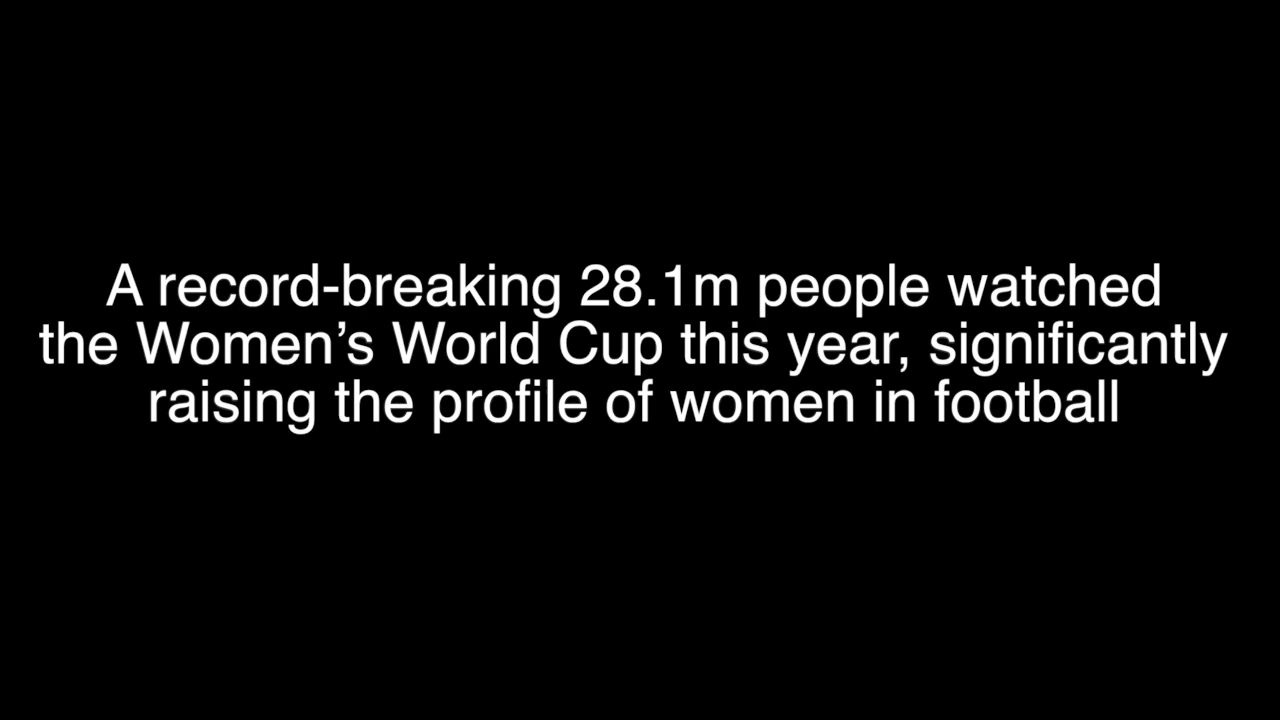 A record-breaking 28.1m people watched
the Women’s World Cup this year, significantly
raising the profile of women in football